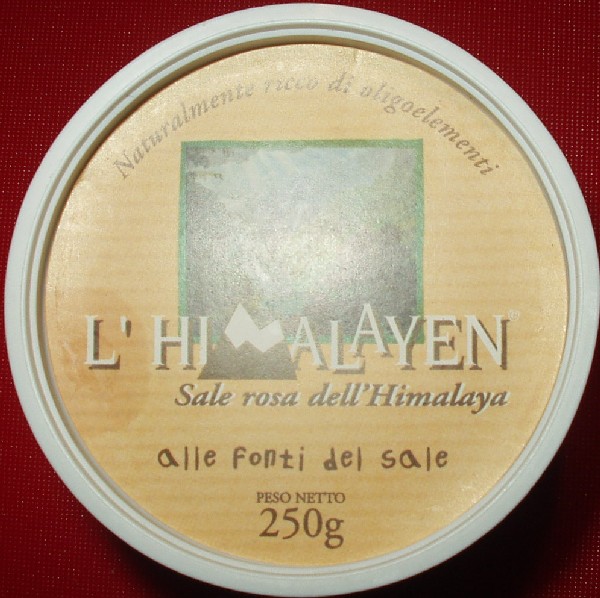 Naturalmente ricco di oligoelementi
L'HIMALAYEN®
Sale rosa dell'Himalaya
alle fonti del sale
PESO NETTO
250g